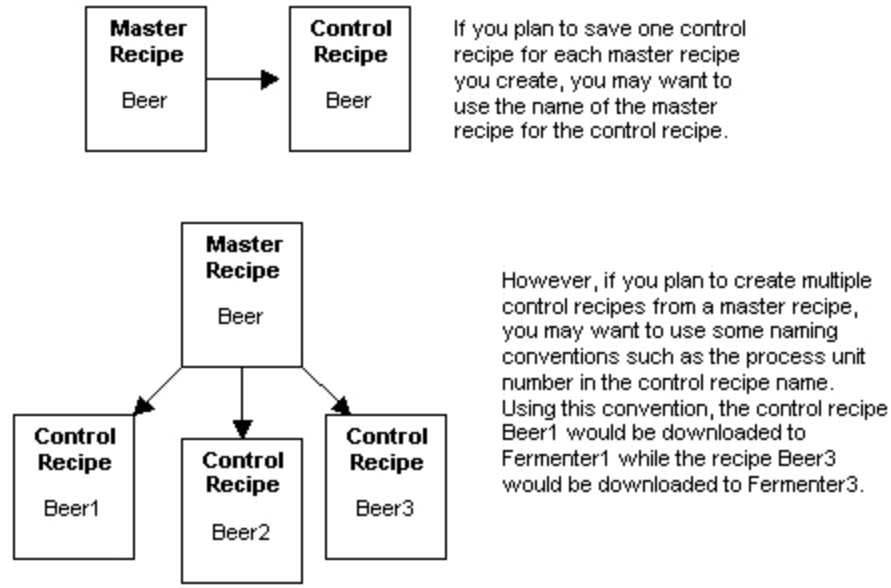 Master
Recipe
Beer
Control
Recipe
Beer
If you plan to save one control
recipe for each master recipe
you create, you may want to
use the name of the master
recipe for the control recipe.
Master
Recipe
Beer
Control
Recipe
Beer1
Control
Recipe
Beer2
Control
Recipe
Beer3
However, if you plan to create multiple
control recipes from a master recipe,
you may want to use some naming
conventions such as the process unit
number in the control recipe name.
Using this convention, the control recipe
Beer1 would be downloaded to
Fermenter1 while the recipe Beer3
would be downloaded to Fermenter3.